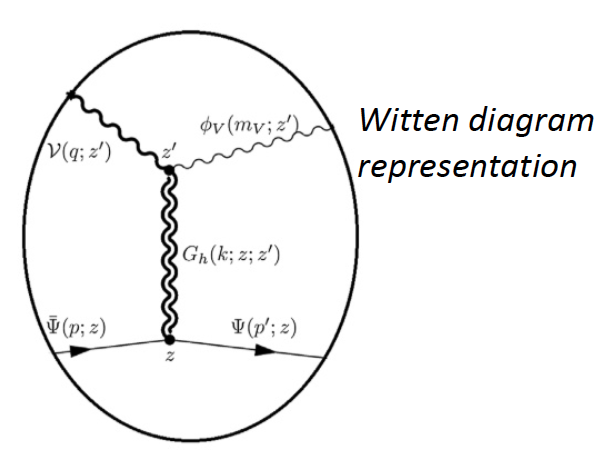 ϕ_V(m_V; z′)
Witten diagram
representation
𝒱(q; z′)
z′
G_h(k; z; z′)
Ψ̄(p; z)
Ψ(p′; z)
z